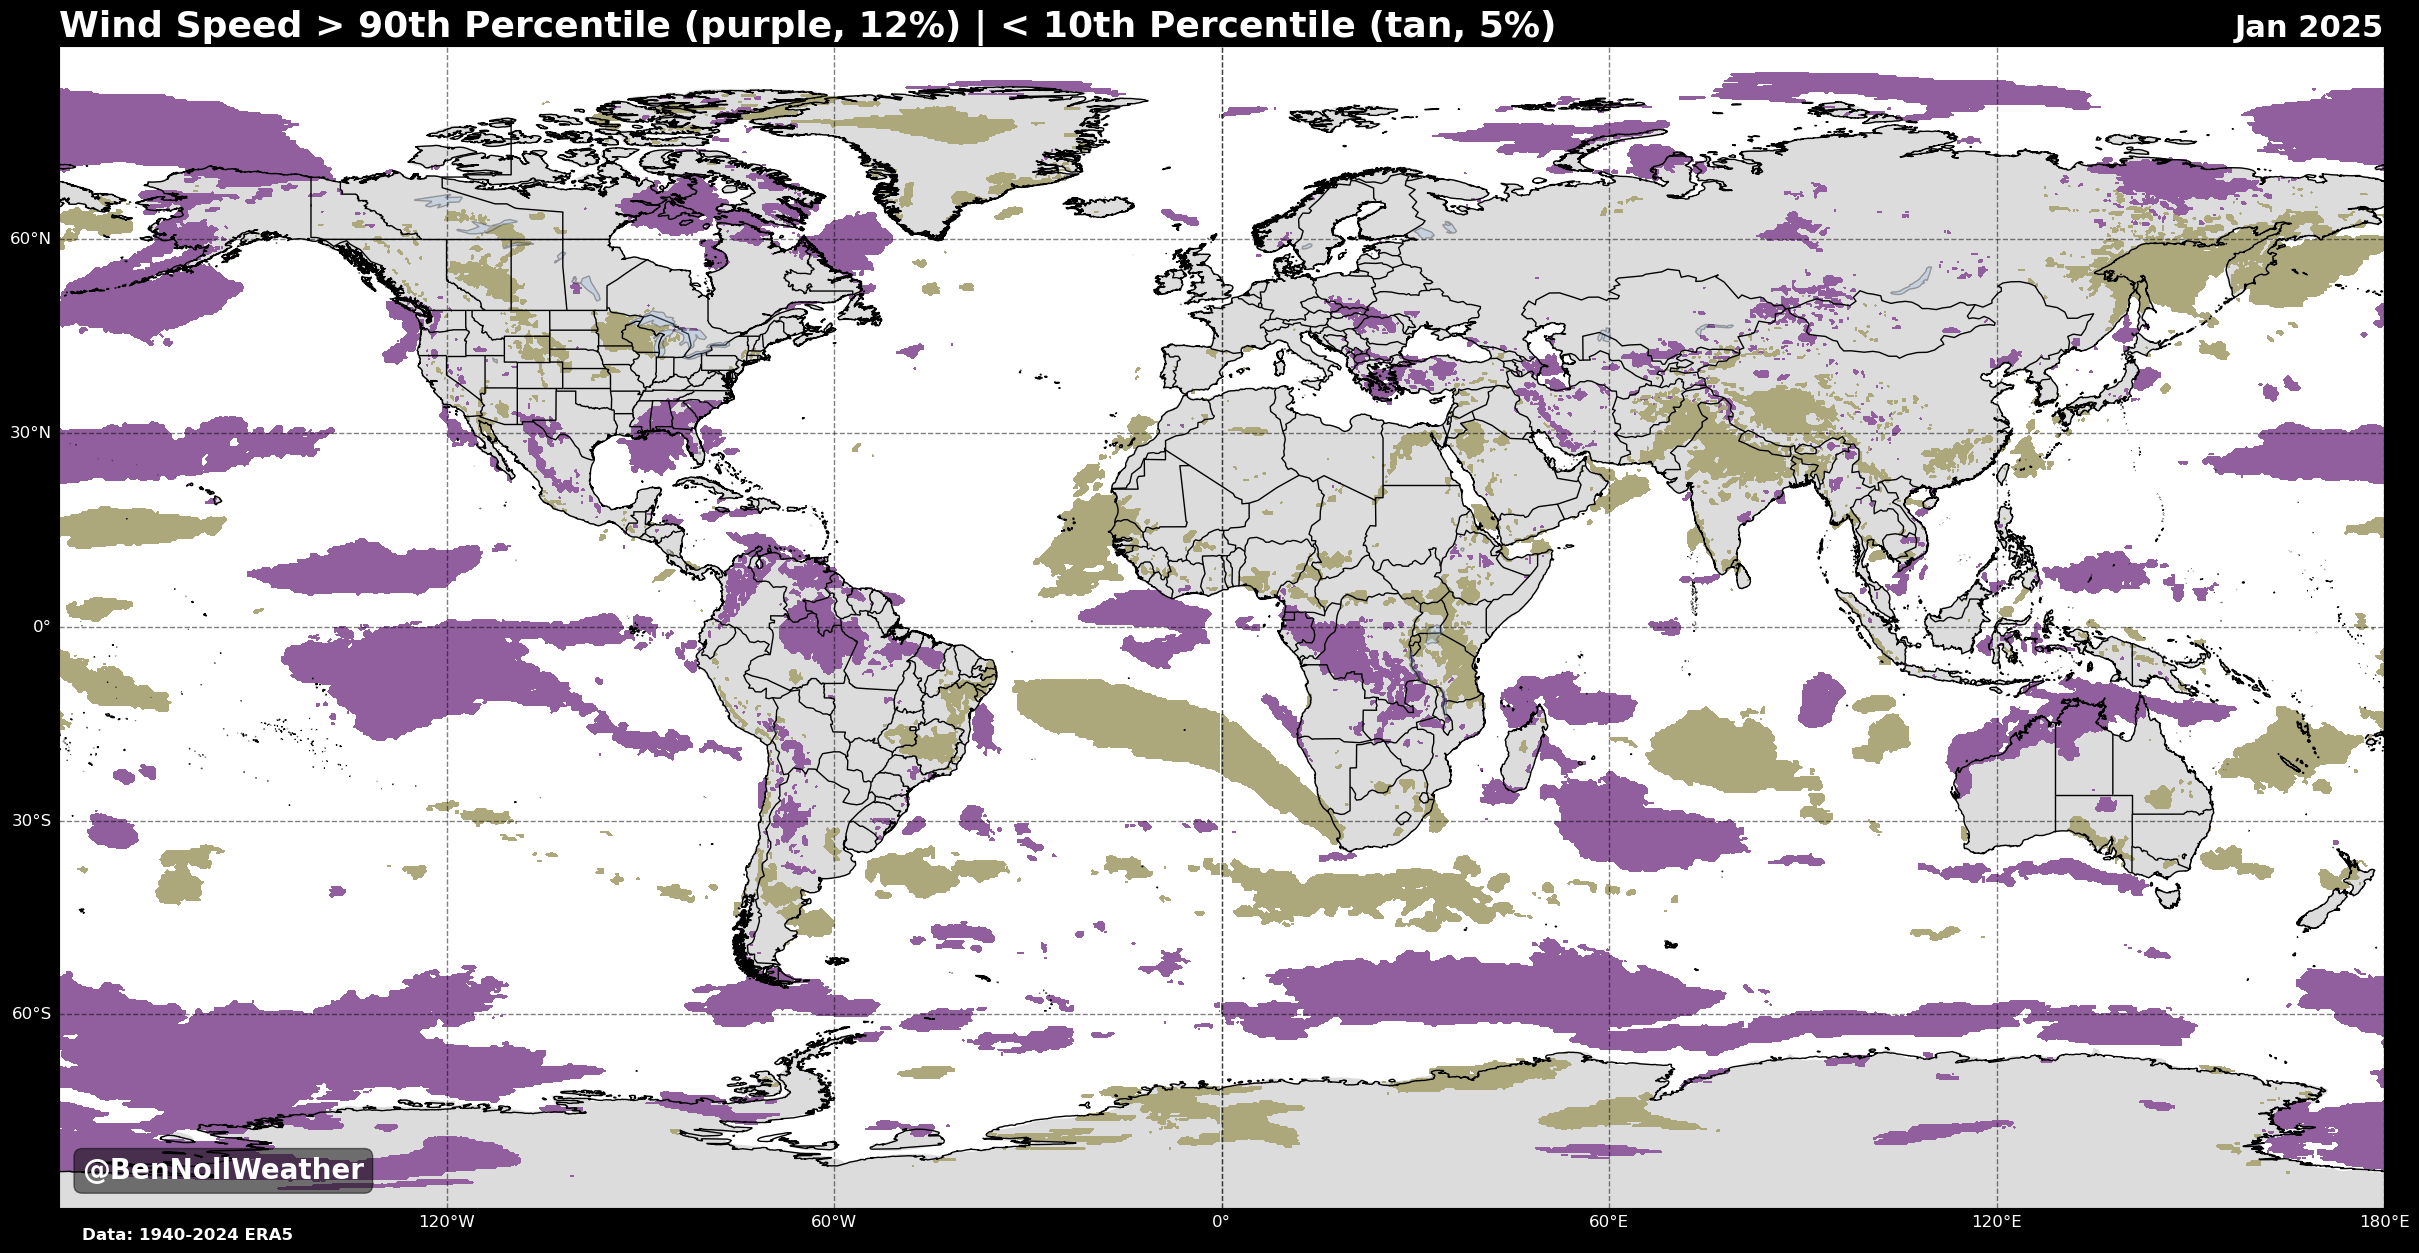 Wind Speed > 90th Percentile (purple, 12%) | < 10th Percentile (tan, 5%)
Jan 2025
60°N
30°N
0°
30°S
60°S
@BenNollWeather
120°W
60°W
0°
60°E
120°E
180°E
Data: 1940-2024 ERA5